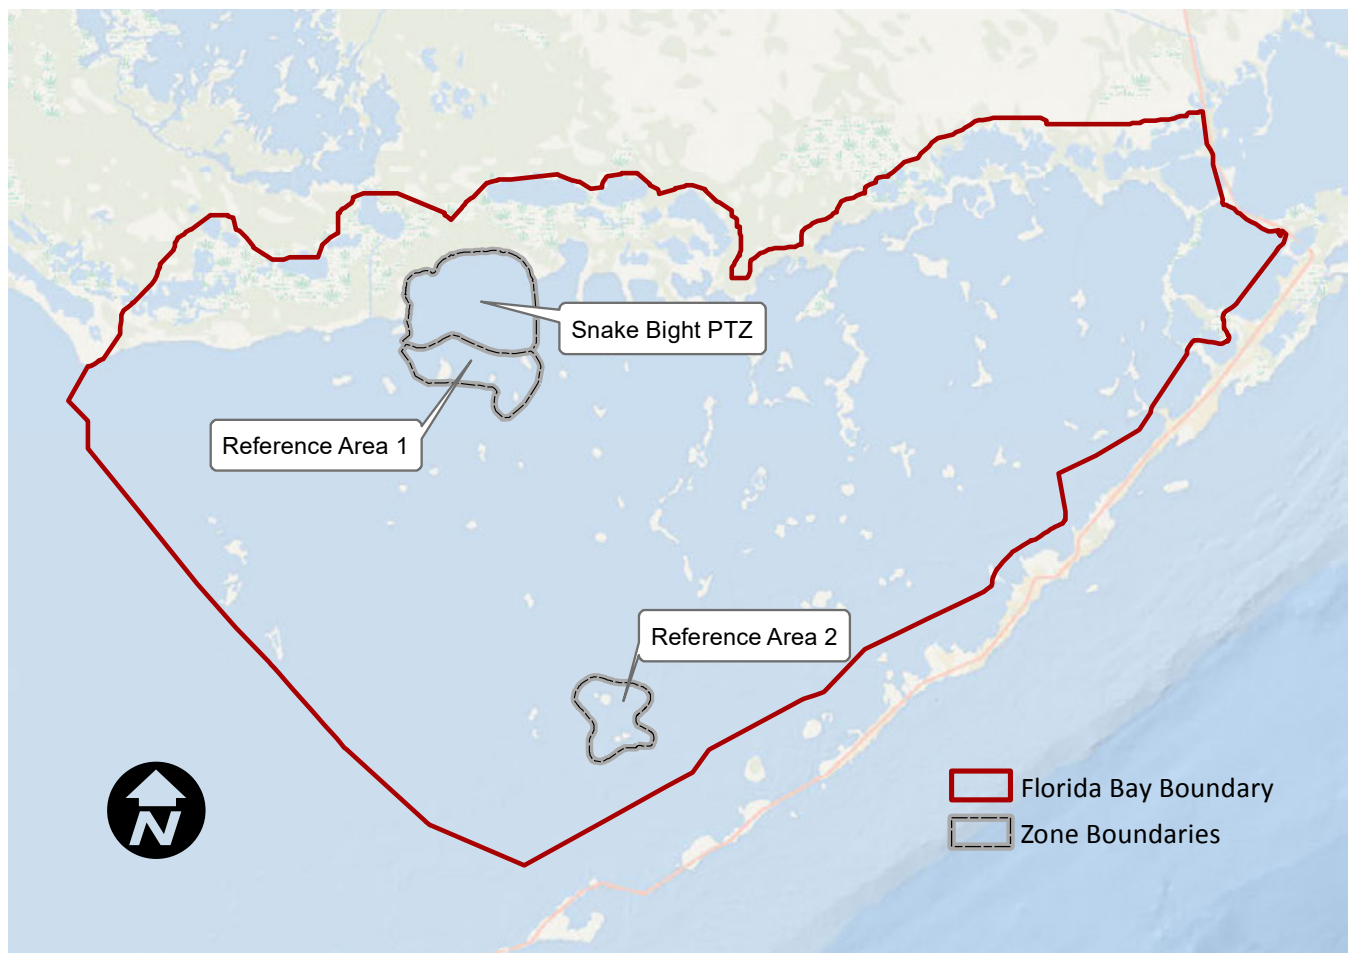 Snake Bight PTZ
Reference Area 1
Reference Area 2
Florida Bay Boundary
Zone Boundaries
N